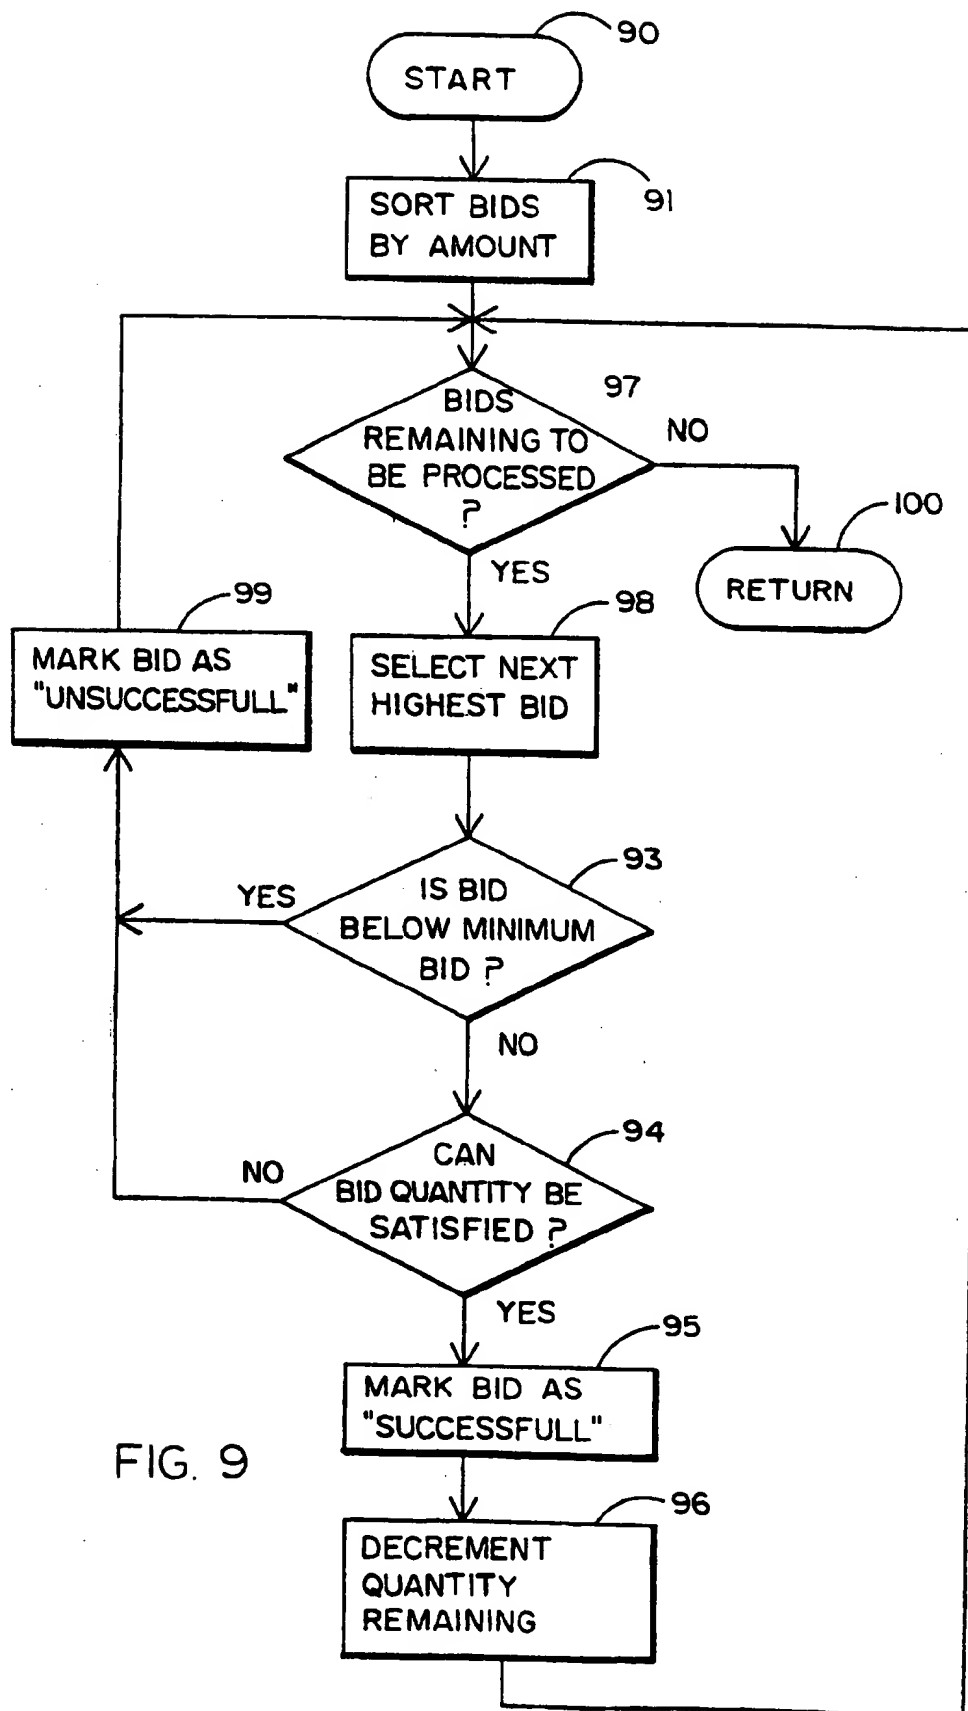 90
START
91
SORT BIDS
BY AMOUNT
97
BIDS
REMAINING TO
BE PROCESSED
?
NO
100
RETURN
YES
99
MARK BID AS
"UNSUCCESSFULL"
98
SELECT NEXT
HIGHEST BID
93
YES
IS BID
BELOW MINIMUM
BID ?
NO
94
NO
CAN
BID QUANTITY BE
SATISFIED ?
YES
95
MARK BID AS
"SUCCESSFULL"
FIG. 9
96
DECREMENT
QUANTITY
REMAINING